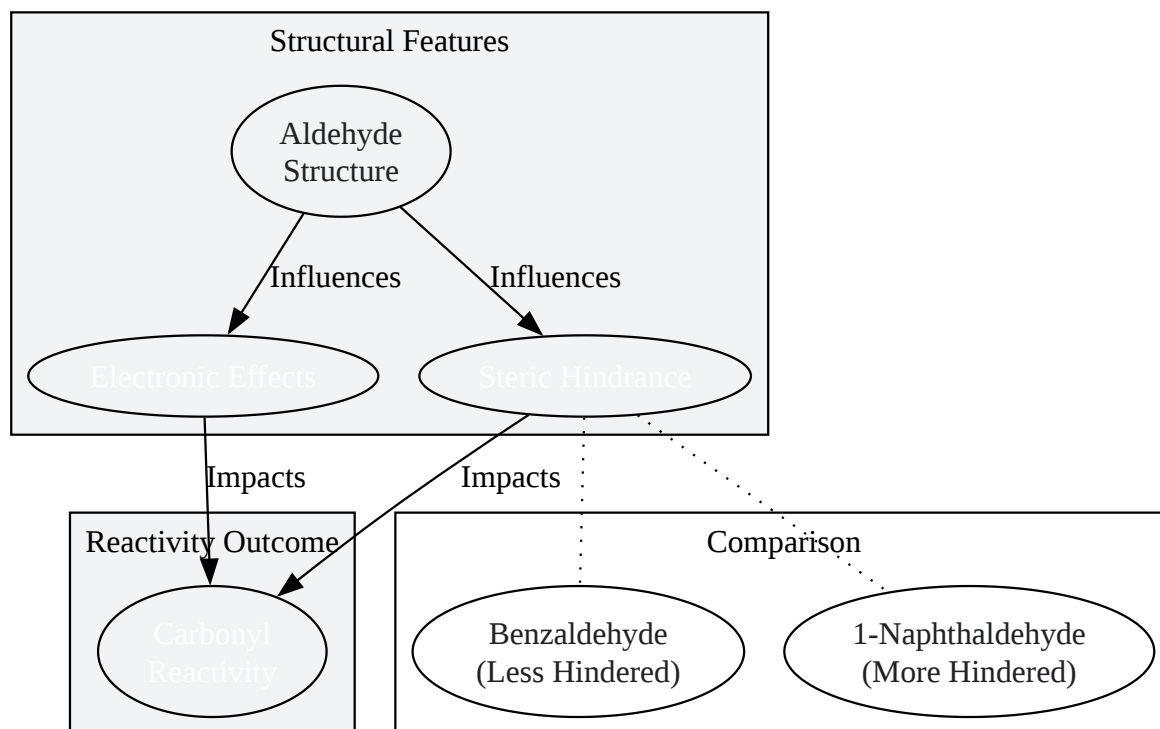 Structural Features
Aldehyde
Structure
Influences
Influences
Electronic Effects
Steric Hindrance
Impacts
Impacts
Reactivity Outcome
Comparison
Carbonyl
Reactivity
Benzaldehyde
(Less Hindered)
1-Naphthaldehyde
(More Hindered)